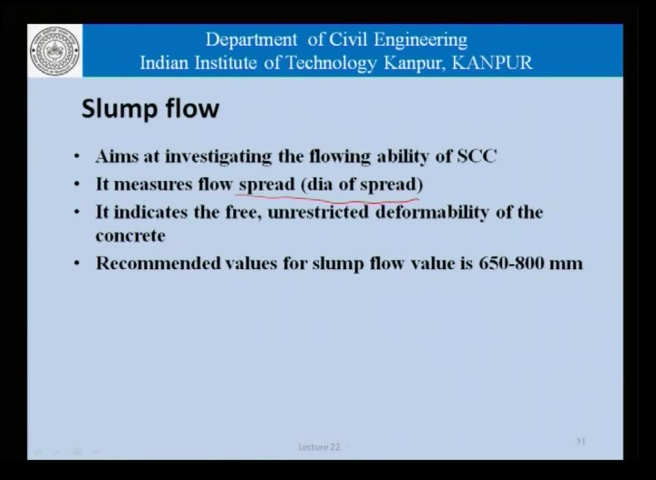 Department of Civil Engineering
Indian Institute of Technology Kanpur, KANPUR
Slump flow
• Aims at investigating the flowing ability of SCC
• It measures flow spread (dia of spread)
• It indicates the free, unrestricted deformability of the
concrete
• Recommended values for slump flow value is 650-800 mm
Lecture 22
31